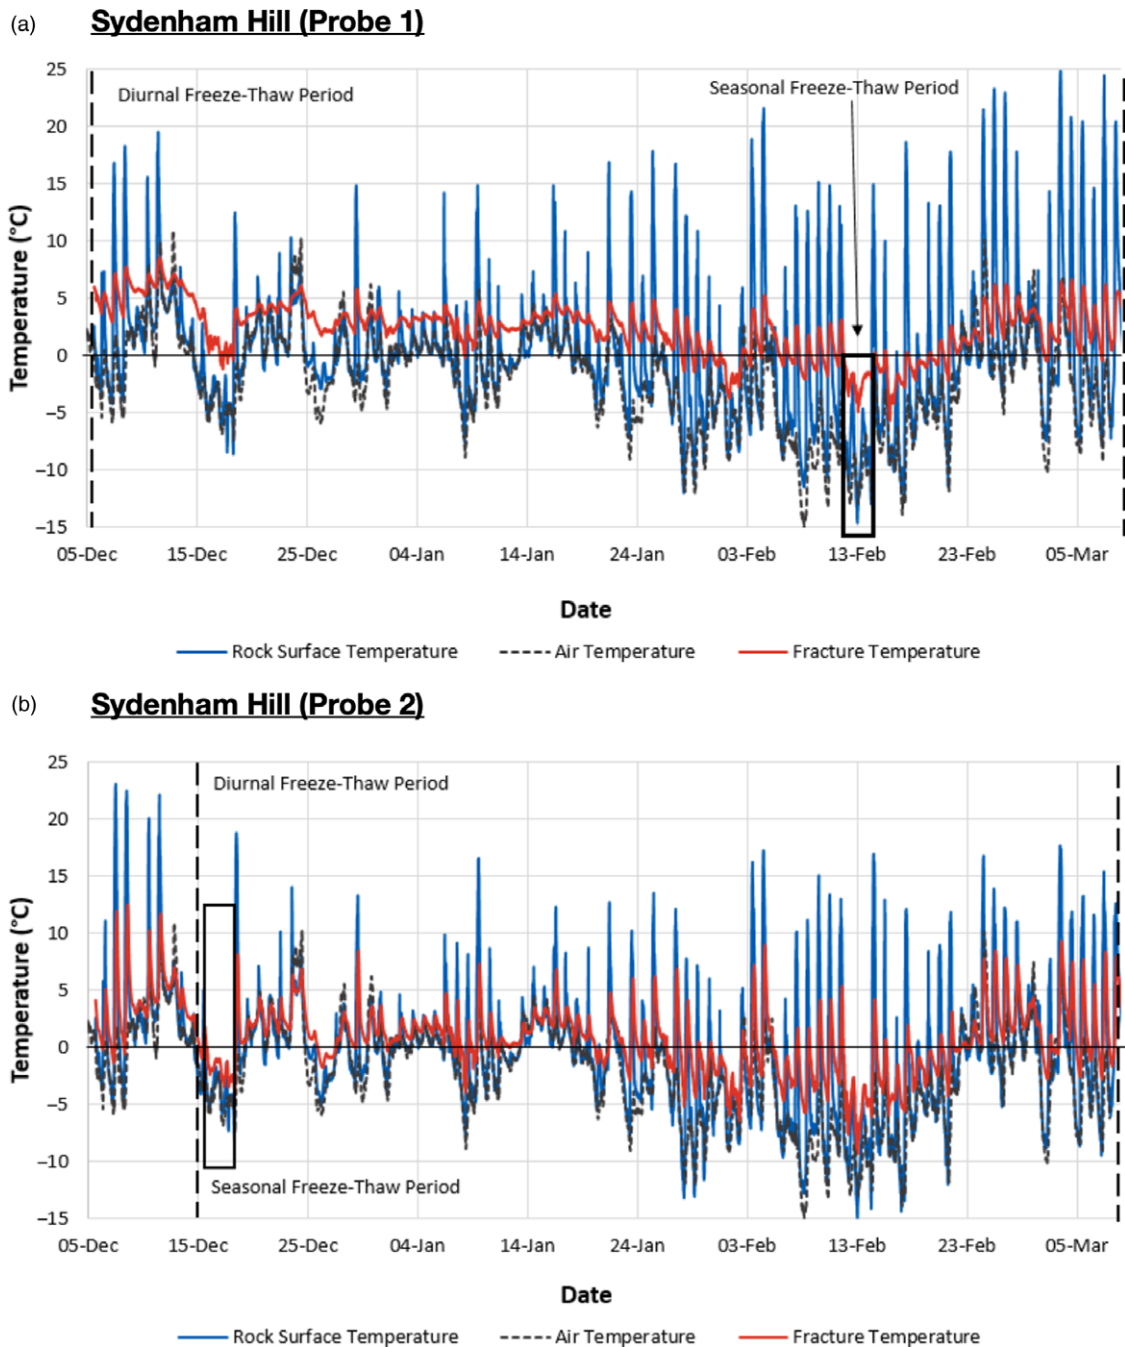 (a)
Sydenham Hill (Probe 1)
Diurnal Freeze-Thaw Period
Seasonal Freeze-Thaw Period
Temperature (°C)
25
20
15
10
5
0
−5
−10
−15
05-Dec 15-Dec 25-Dec 04-Jan 14-Jan 24-Jan 03-Feb 13-Feb 23-Feb 05-Mar
Date
Rock Surface Temperature Air Temperature Fracture Temperature
(b)
Sydenham Hill (Probe 2)
Diurnal Freeze-Thaw Period
Temperature (°C)
25
20
15
10
5
0
−5
−10
−15
Seasonal Freeze-Thaw Period
05-Dec 15-Dec 25-Dec 04-Jan 14-Jan 24-Jan 03-Feb 13-Feb 23-Feb 05-Mar
Date
Rock Surface Temperature Air Temperature Fracture Temperature